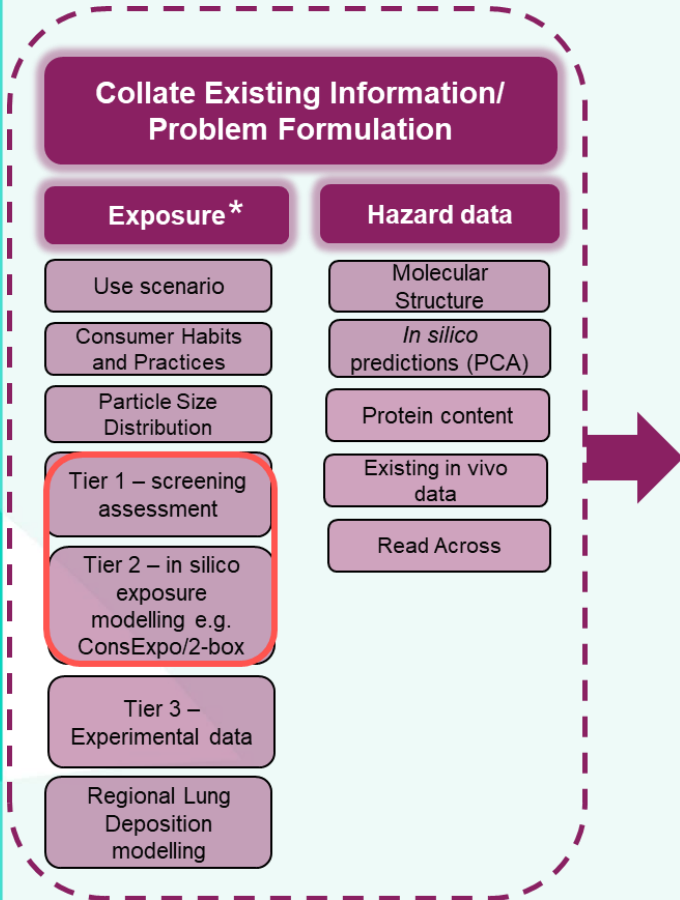 Collate Existing Information/
Problem Formulation
Exposure*
Use scenario
Consumer Habits
and Practices
Particle Size
Distribution
Tier 1 – screening
assessment
Tier 2 – in silico
exposure
modelling e.g.
ConsExpo/2-box
Tier 3 –
Experimental data
Regional Lung
Deposition
modelling
Hazard data
Molecular
Structure
In silico
predictions (PCA)
Protein content
Existing in vivo
data
Read Across